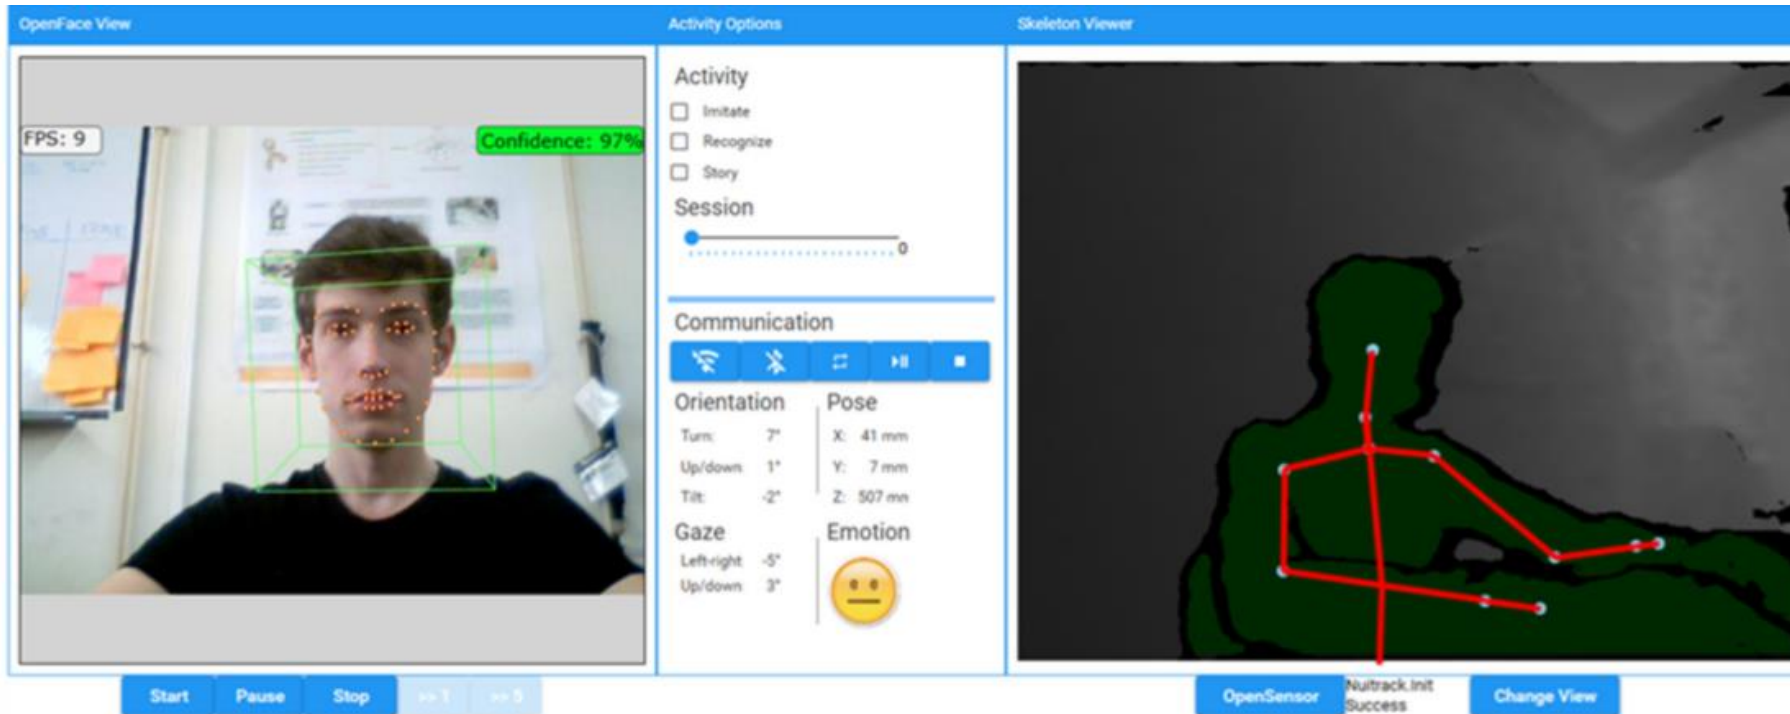 OpenFace View
Activity Options
Skeleton Viewer
FPS: 9
Confidence: 97%
Activity
Imitate
Recognize
Story
Session
0
Communication
Orientation
Turn: 7°
Up/down: 1°
Tilt: -2°
Pose
X: 41 mm
Y: 7 mm
Z: 507 mm
Gaze
Left-right -5°
Up/down: 3°
Emotion
Start
Pause
Stop
>> 1
>> 5
OpenSensor
Nuitrack.Init
Success
Change View